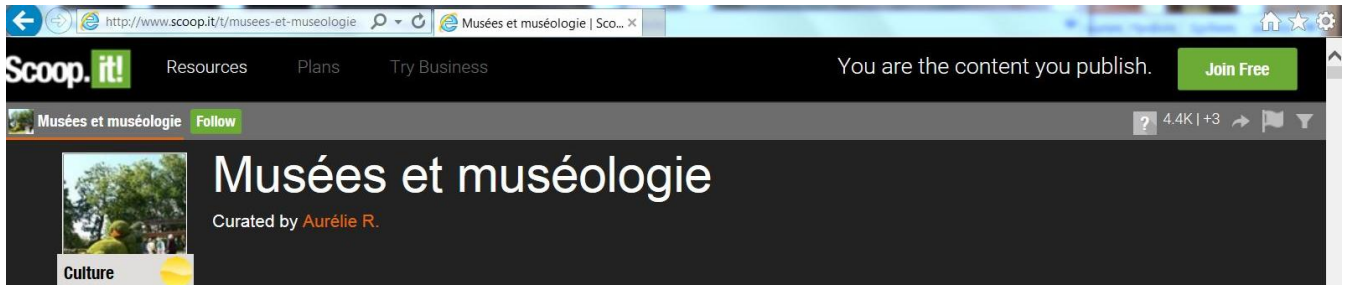 http://www.scoop.it/t/musees-et-museologie Musées et muséologie | Sco...
Scoop.it! Resources Plans Try Business You are the content you publish. Join Free
Musées et muséologie Follow ? 4.4K | +3
Musées et muséologie
Curated by Aurélie R.
Culture